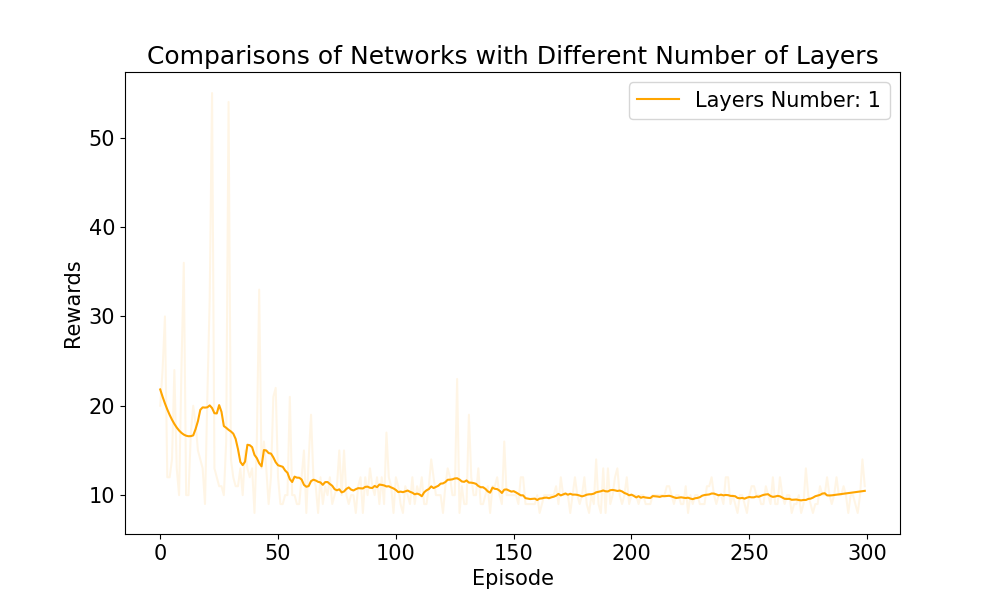 Comparisons of Networks with Different Number of Layers
Layers Number: 1
50
40
30
20
10
Rewards
0 50 100 150 200 250 300
Episode